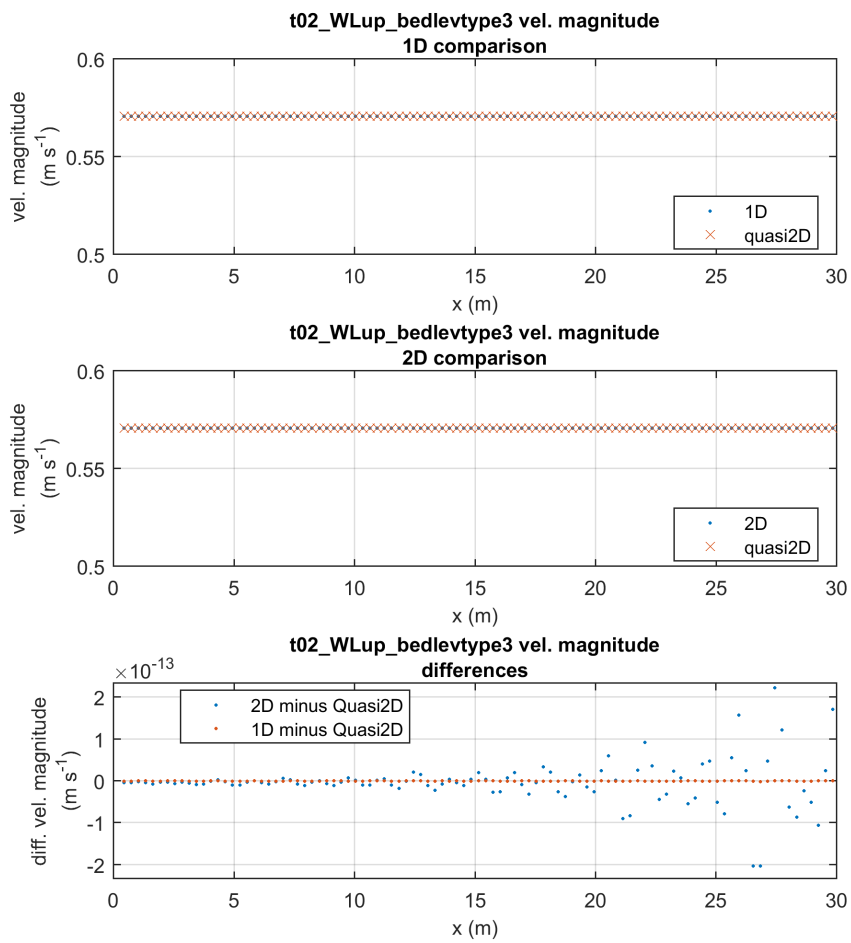 t02_WLup_bedlevtype3 vel. magnitude
1D comparison
vel. magnitude
(m s⁻¹)
0.6
0.55
0.5
1D
quasi2D
0 5 10 15 20 25 30
x (m)
t02_WLup_bedlevtype3 vel. magnitude
2D comparison
vel. magnitude
(m s⁻¹)
0.6
0.55
0.5
2D
quasi2D
0 5 10 15 20 25 30
x (m)
t02_WLup_bedlevtype3 vel. magnitude
differences
×10⁻¹³
diff. vel. magnitude
(m s⁻¹)
2
1
0
-1
-2
2D minus Quasi2D
1D minus Quasi2D
0 5 10 15 20 25 30
x (m)